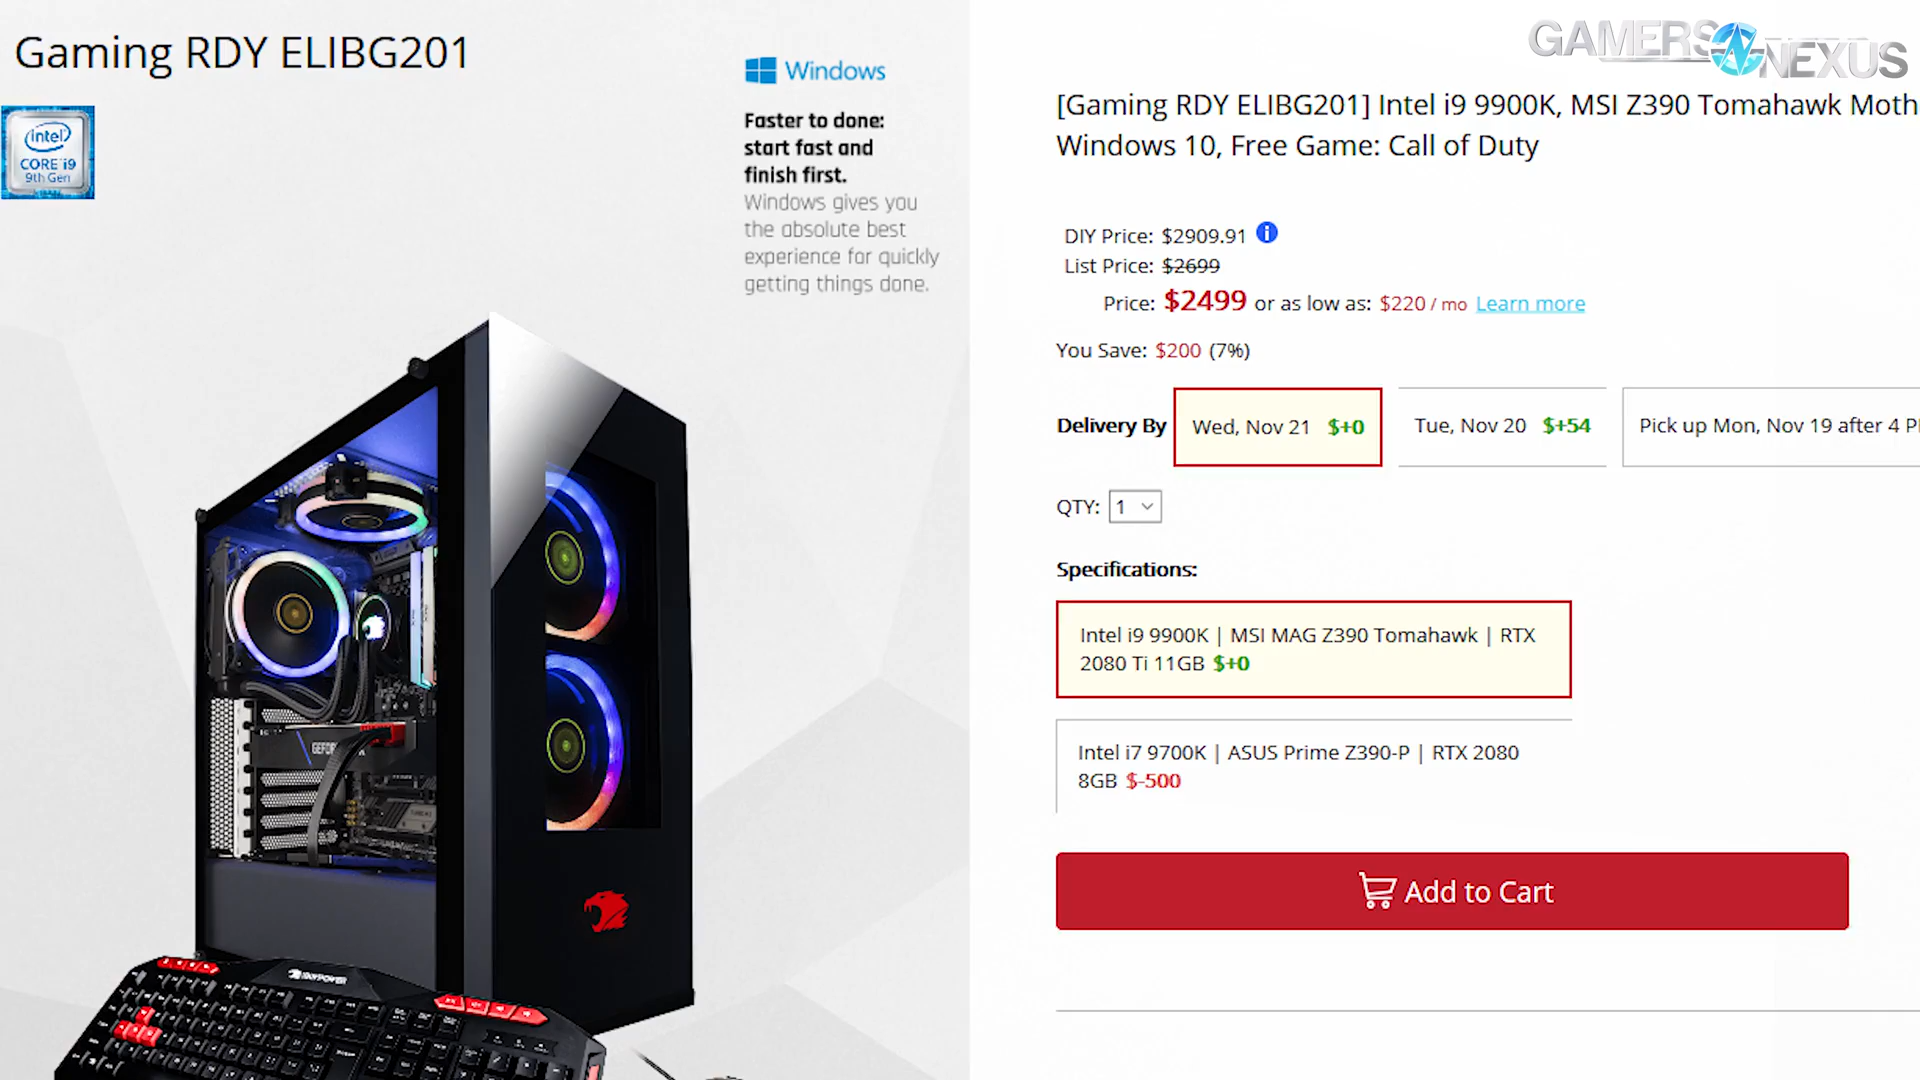 Gaming RDY ELIBG201
intel
CORE i9
9th Gen
Windows
Faster to done:
start fast and
finish first.
Windows gives you
the absolute best
experience for quickly
getting things done.
GAMERS NEXUS
[Gaming RDY ELIBG201] Intel i9 9900K, MSI Z390 Tomahawk Moth
Windows 10, Free Game: Call of Duty
DIY Price: $2909.91
List Price: $2699
Price: $2499 or as low as: $220 / mo Learn more
You Save: $200 (7%)
Delivery By Wed, Nov 21 $+0 Tue, Nov 20 $+54 Pick up Mon, Nov 19 after 4 P
QTY: 1
Specifications:
Intel i9 9900K | MSI MAG Z390 Tomahawk | RTX
2080 Ti 11GB $+0
Intel i7 9700K | ASUS Prime Z390-P | RTX 2080
8GB $-500
Add to Cart
iBUYPOWER